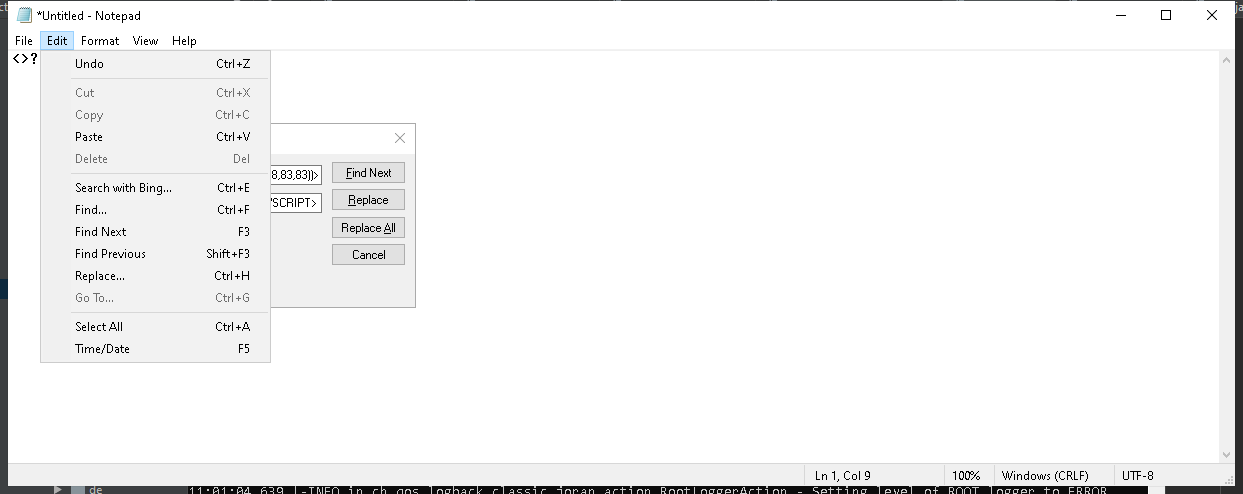 *Untitled - Notepad
File Edit Format View Help
<>?
Undo Ctrl+Z
Cut Ctrl+X
Copy Ctrl+C
Paste Ctrl+V
Delete Del
Search with Bing... Ctrl+E
Find... Ctrl+F
Find Next F3
Find Previous Shift+F3
Replace... Ctrl+H
Go To... Ctrl+G
Select All Ctrl+A
Time/Date F5
8,83,83))> Find Next
/SCRIPT> Replace
Replace All
Cancel
Ln 1, Col 9 100% Windows (CRLF) UTF-8
de 11:01:04,639 |-INFO in ch.qos.logback.classic.joran.action.RootLoggerAction - Setting level of ROOT logger to ERROR